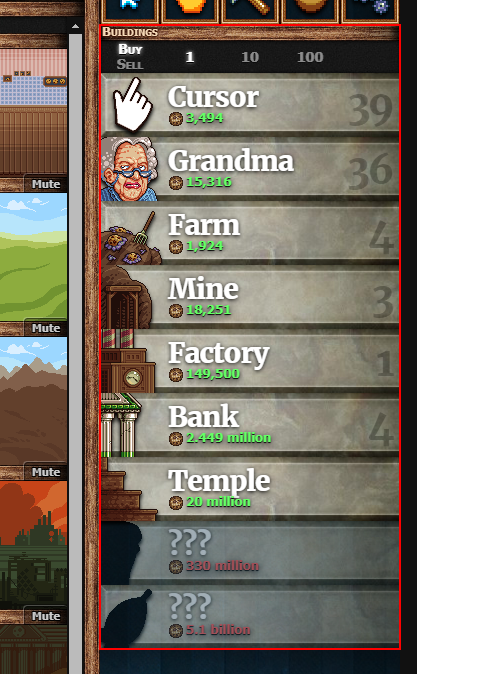 Buildings
Buy
Sell
1
10
100
Cursor
3,494
39
Grandma
15,316
36
Farm
1,924
4
Mine
18,251
3
Factory
149,500
1
Bank
2.449 million
4
Temple
20 million
???
330 million
???
5.1 billion
Mute
Mute
Mute
Mute